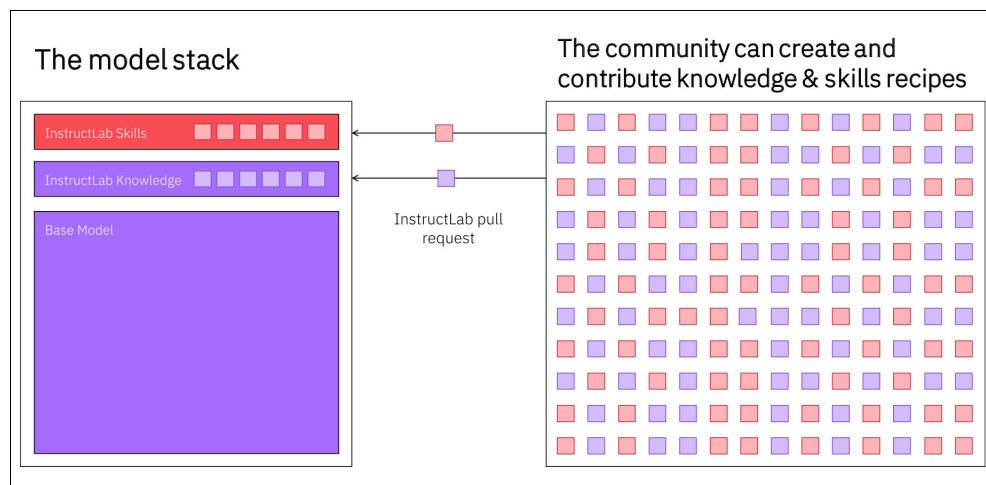 The model stack
The community can create and
contribute knowledge & skills recipes
InstructLab Skills
InstructLab Knowledge
Base Model
InstructLab pull
request